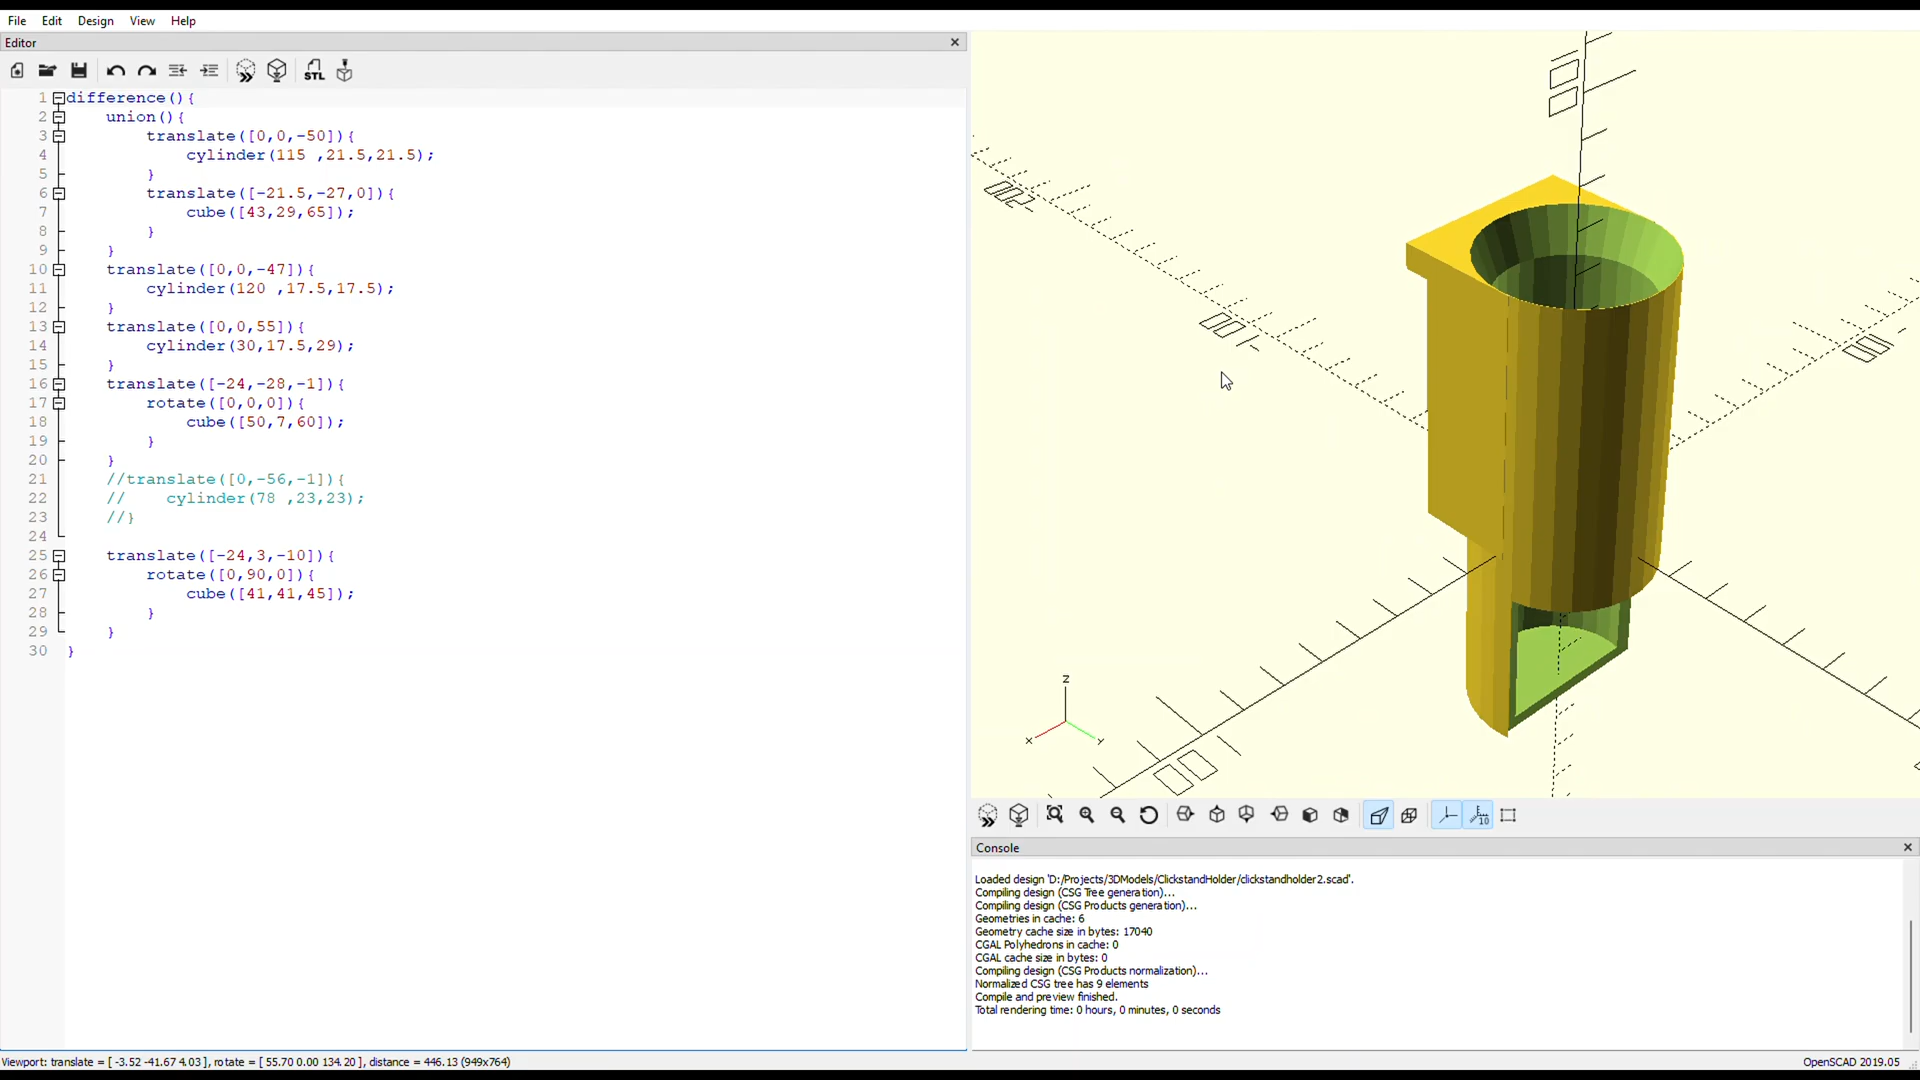 File Edit Design View Help
Editor
STL
1 difference(){
2 union(){
3 translate([0,0,-50]){
4 cylinder(115 ,21.5,21.5);
5 }
6 translate([-21.5,-27,0]){
7 cube([43,29,65]);
8 }
9 }
10 translate([0,0,-47]){
11 cylinder(120 ,17.5,17.5);
12 }
13 translate([0,0,55]){
14 cylinder(30,17.5,29);
15 }
16 translate([-24,-28,-1]){
17 rotate([0,0,0]){
18 cube([50,7,60]);
19 }
20 }
21 //translate([0,-56,-1]){
22 // cylinder(78 ,23,23);
23 //}
24
25 translate([-24,3,-10]){
26 rotate([0,90,0]){
27 cube([41,41,45]);
28 }
29 }
30 }
z
x
y
10
Console
Loaded design 'D:/Projects/3DModels/ClickstandHolder/clickstandholder2.scad'.
Compiling design (CSG Tree generation)...
Compiling design (CSG Products generation)...
Geometries in cache: 6
Geometry cache size in bytes: 17040
CGAL Polyhedrons in cache: 0
CGAL cache size in bytes: 0
Compiling design (CSG Products normalization)...
Normalized CSG tree has 9 elements
Compile and preview finished.
Total rendering time: 0 hours, 0 minutes, 0 seconds
Viewport: translate = [ -3.52 -41.67 4.03 ], rotate = [ 55.70 0.00 134.20 ], distance = 446.13 (949x764)
OpenSCAD 2019.05